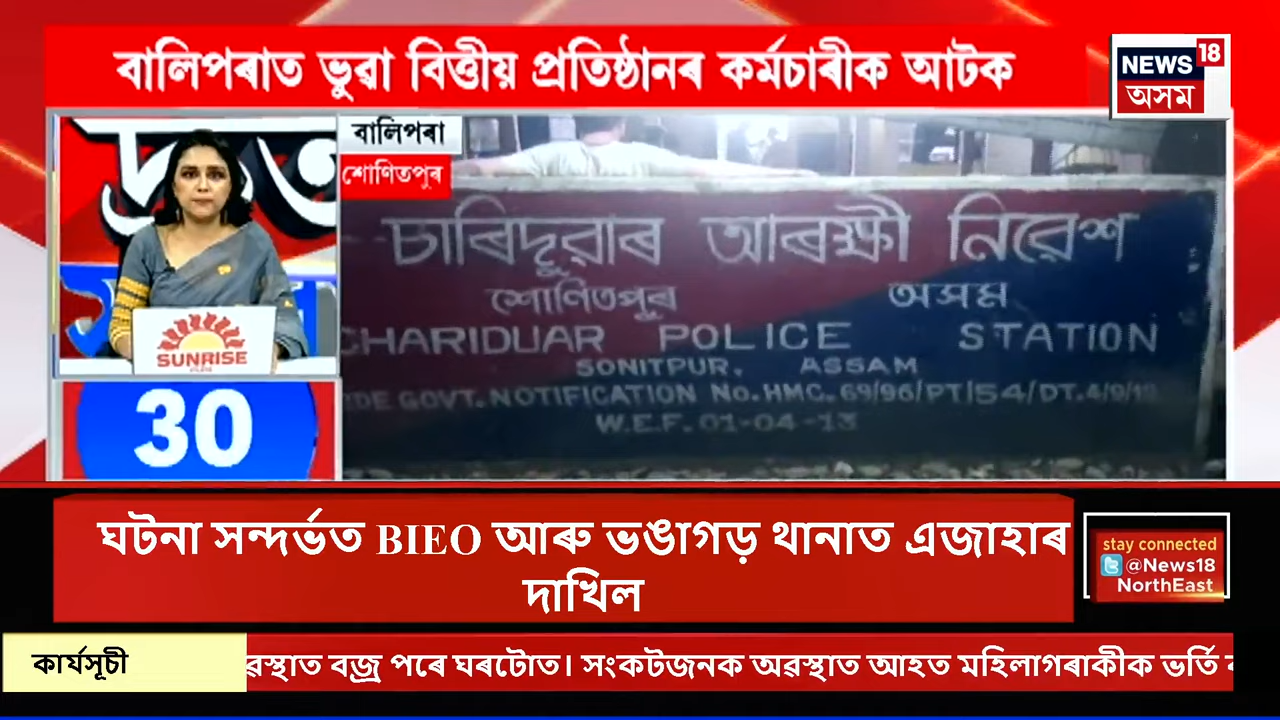 বালিপৰাত ভুৱা বিত্তীয় প্ৰতিষ্ঠানৰ কৰ্মচাৰীক আটক
NEWS 18
অসম
বালিপৰা
শোণিতপুৰ
চাৰিদুৱাৰ আৰক্ষী নিৱেশ
শোণিতপুৰ অসম
CHARIDUAR POLICE STATION
SONITPUR, ASSAM
GOVT. NOTIFICATION No. HMC. 69/96/PT/54/DT.4/9/
W.E.F. 01-04-13
SUNRISE
30
ঘটনা সন্দৰ্ভত BIEO আৰু ভঙাগড় থানাত এজাহাৰ
দাখিল
stay connected
@News18
NorthEast
কাৰ্যসূচী
ৱস্থাত বজ্ৰ পৰে ঘৰটোত। সংকটজনক অৱস্থাত আহত মহিলাগৰাকীক ভৰ্তি